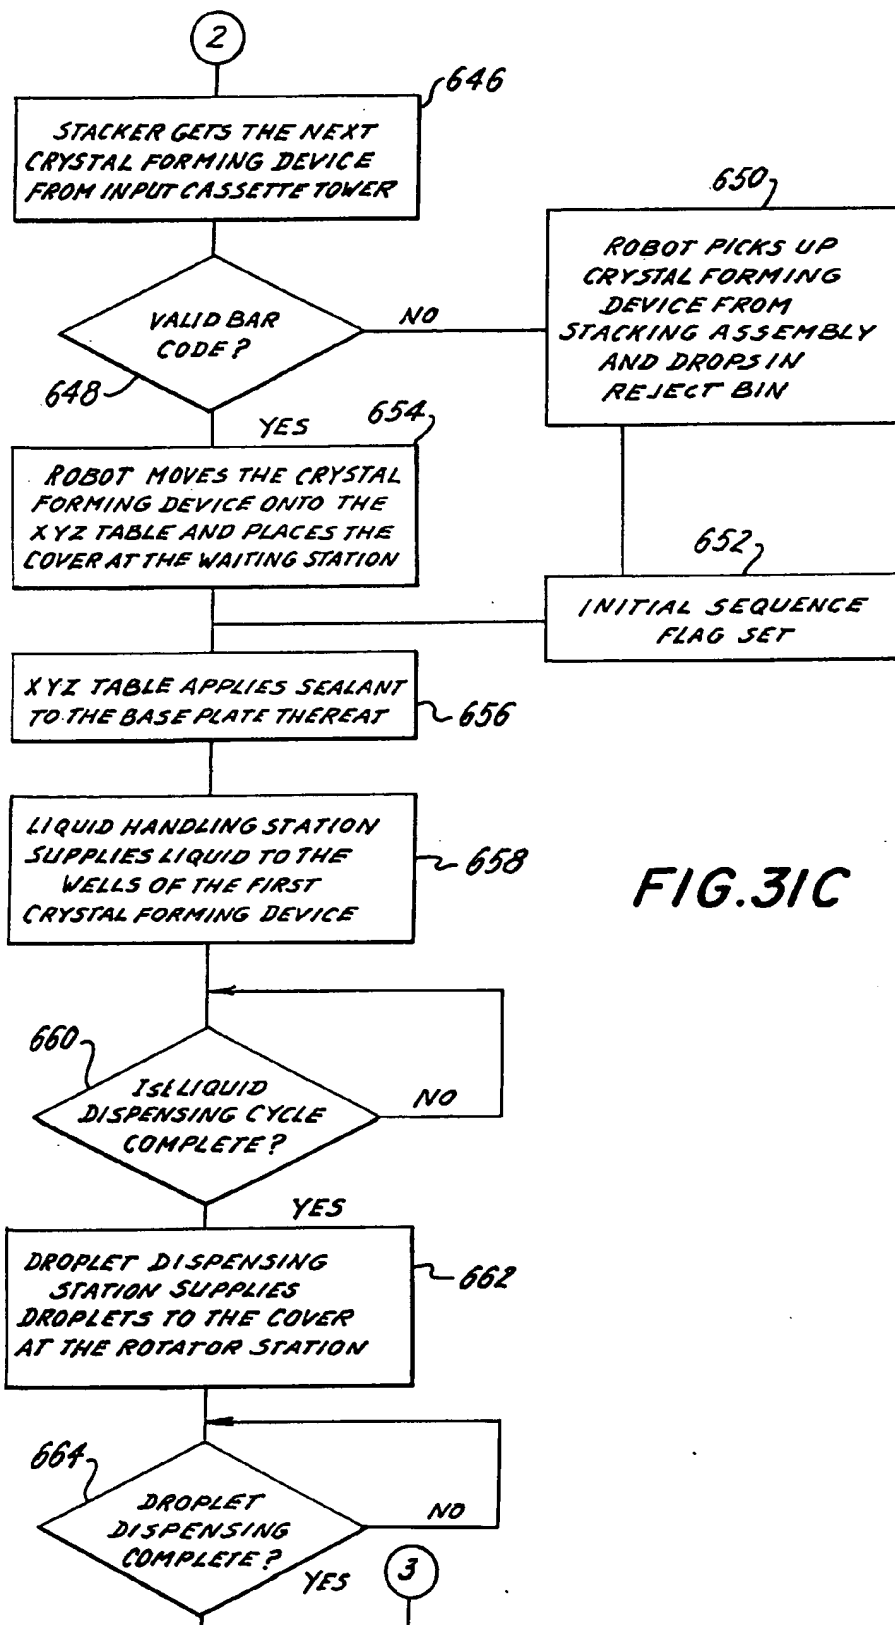 2
646
STACKER GETS THE NEXT
CRYSTAL FORMING DEVICE
FROM INPUT CASSETTE TOWER
VALID BAR
CODE?
648
NO
YES
650
ROBOT PICKS UP
CRYSTAL FORMING
DEVICE FROM
STACKING ASSEMBLY
AND DROPS IN
REJECT BIN
654
ROBOT MOVES THE CRYSTAL
FORMING DEVICE ONTO THE
XYZ TABLE AND PLACES THE
COVER AT THE WAITING STATION
652
INITIAL SEQUENCE
FLAG SET
XYZ TABLE APPLIES SEALANT
TO THE BASE PLATE THEREAT
656
LIQUID HANDLING STATION
SUPPLIES LIQUID TO THE
WELLS OF THE FIRST
CRYSTAL FORMING DEVICE
658
FIG.31C
660
1st LIQUID
DISPENSING CYCLE
COMPLETE?
NO
YES
DROPLET DISPENSING
STATION SUPPLIES
DROPLETS TO THE COVER
AT THE ROTATOR STATION
662
664
DROPLET
DISPENSING
COMPLETE?
NO
YES
3